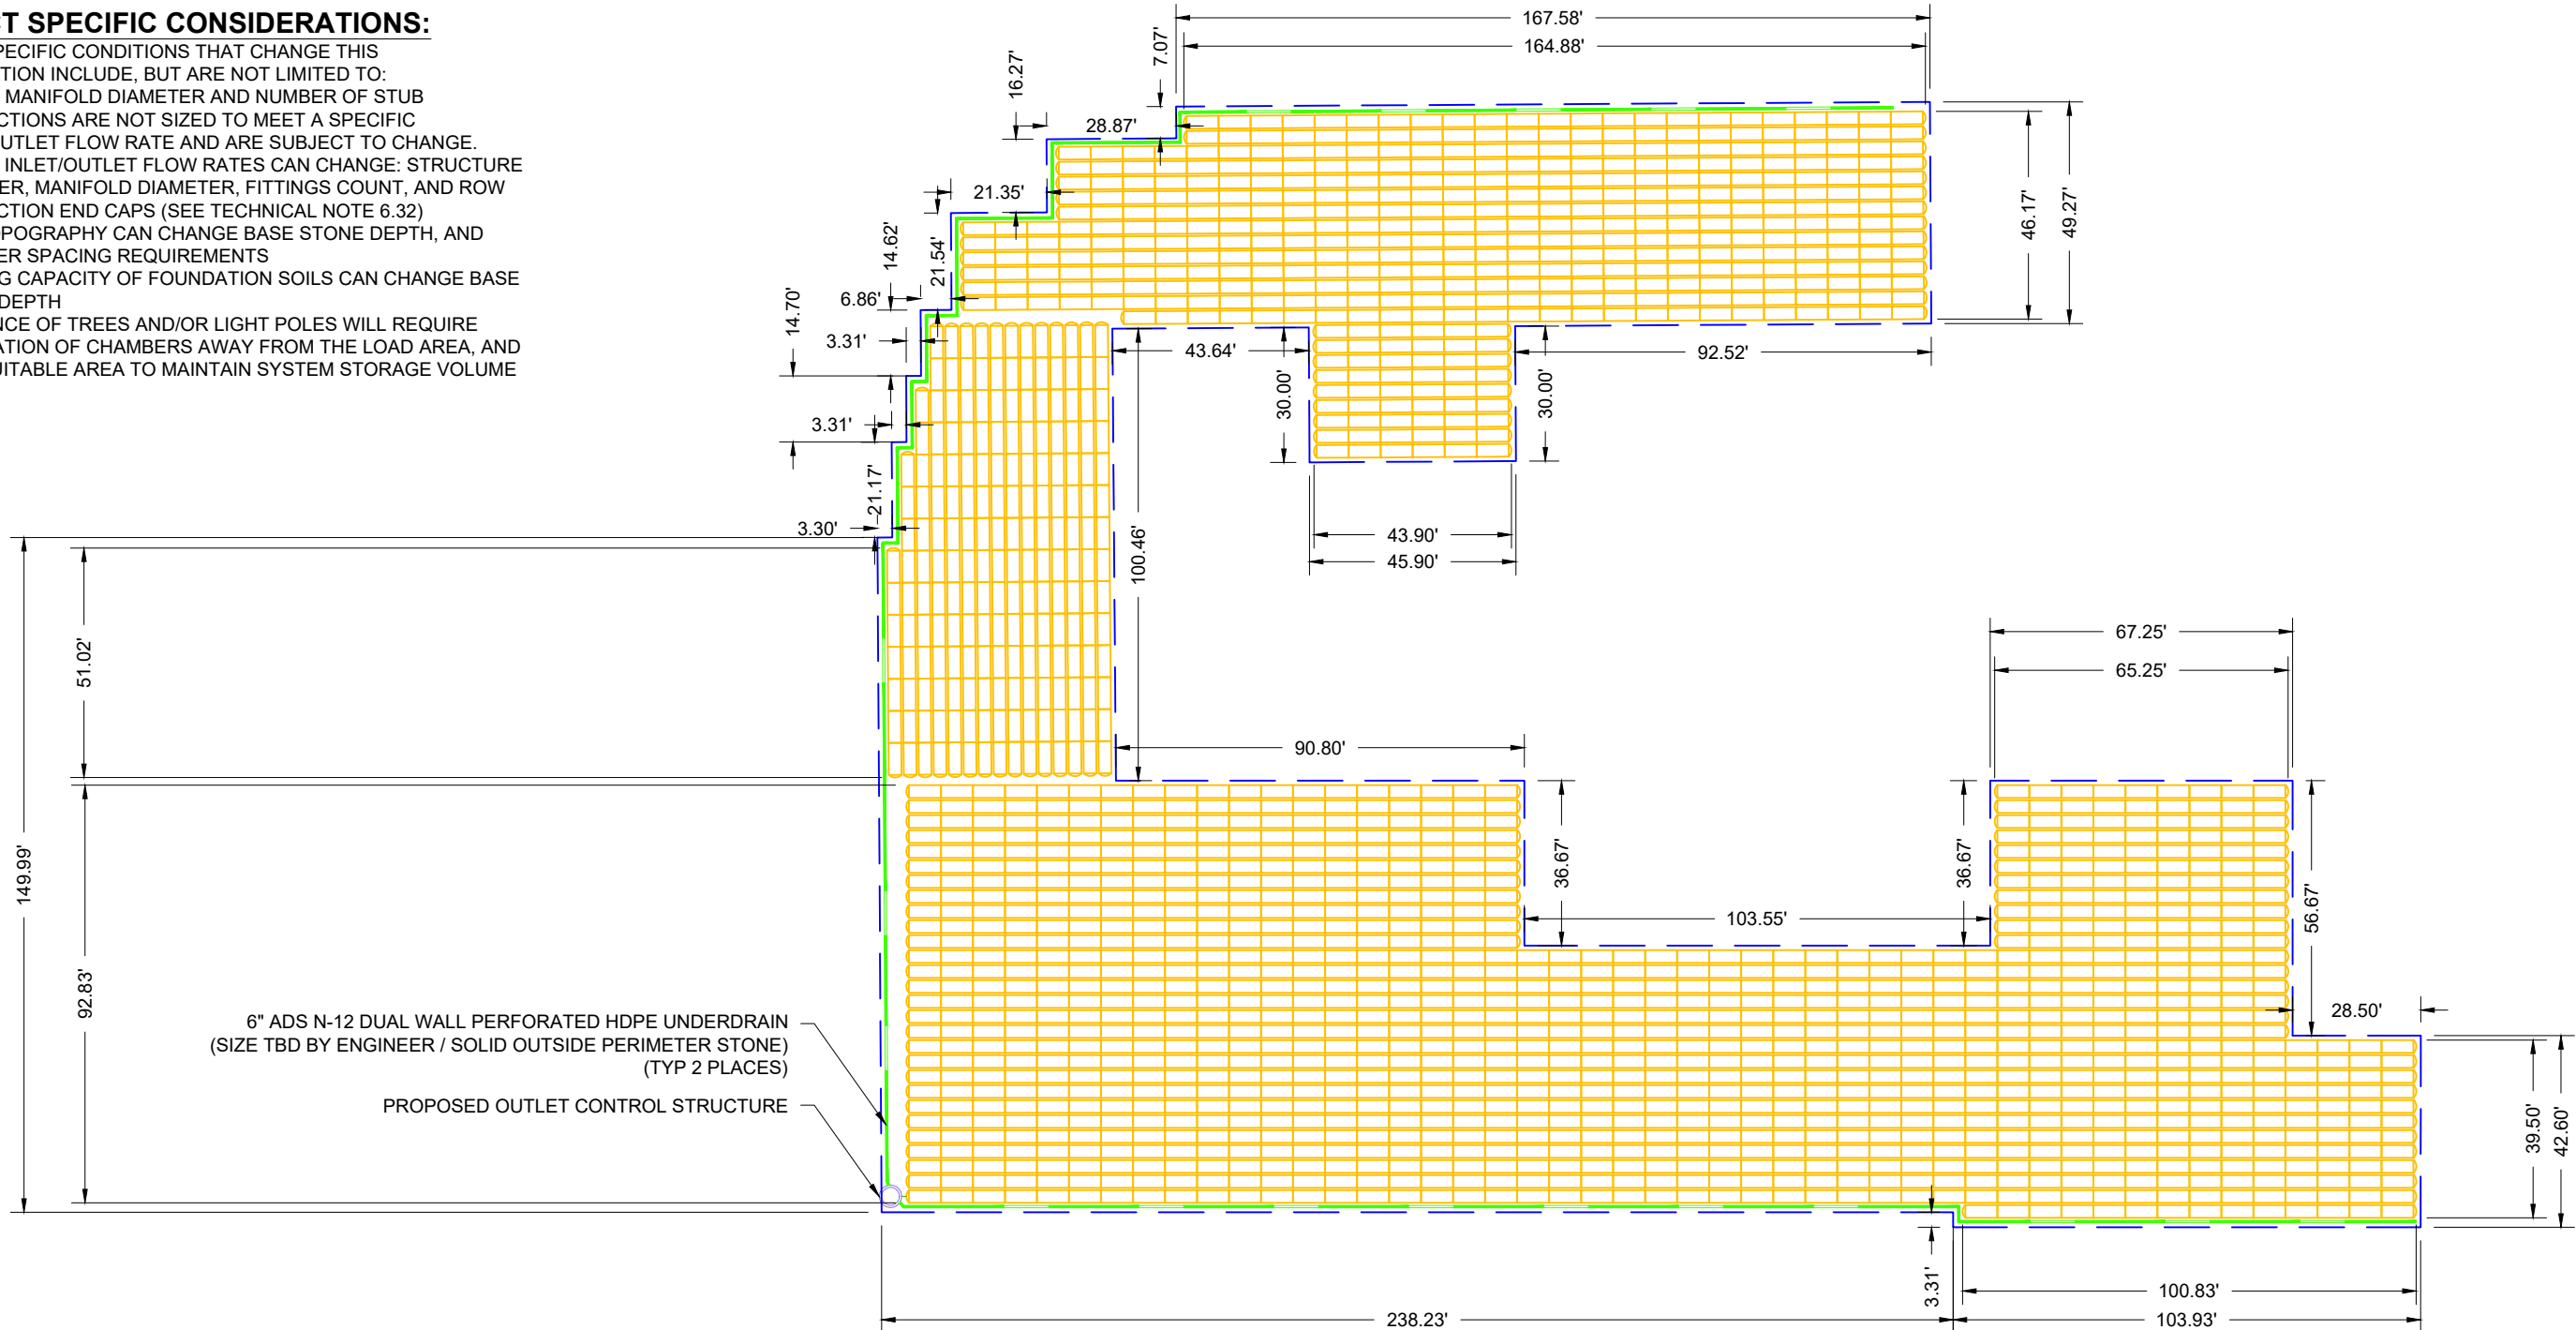 CT SPECIFIC CONSIDERATIONS:
PECIFIC CONDITIONS THAT CHANGE THIS
TION INCLUDE, BUT ARE NOT LIMITED TO:
MANIFOLD DIAMETER AND NUMBER OF STUB
CTIONS ARE NOT SIZED TO MEET A SPECIFIC
UTLET FLOW RATE AND ARE SUBJECT TO CHANGE.
INLET/OUTLET FLOW RATES CAN CHANGE: STRUCTURE
ER, MANIFOLD DIAMETER, FITTINGS COUNT, AND ROW
CTION END CAPS (SEE TECHNICAL NOTE 6.32)
OPOGRAPHY CAN CHANGE BASE STONE DEPTH, AND
ER SPACING REQUIREMENTS
G CAPACITY OF FOUNDATION SOILS CAN CHANGE BASE
DEPTH
NCE OF TREES AND/OR LIGHT POLES WILL REQUIRE
ATION OF CHAMBERS AWAY FROM THE LOAD AREA, AND
UITABLE AREA TO MAINTAIN SYSTEM STORAGE VOLUME
167.58'
164.88'
7.07'
16.27'
28.87'
21.35'
14.62'
21.54'
6.86'
14.70'
3.31'
3.31'
21.17'
3.30'
46.17'
49.27'
43.64'
92.52'
30.00'
30.00'
43.90'
45.90'
100.46'
51.02'
149.99'
92.83'
90.80'
36.67'
103.55'
36.67'
67.25'
65.25'
56.67'
28.50'
39.50'
42.60'
6" ADS N-12 DUAL WALL PERFORATED HDPE UNDERDRAIN
(SIZE TBD BY ENGINEER / SOLID OUTSIDE PERIMETER STONE)
(TYP 2 PLACES)
PROPOSED OUTLET CONTROL STRUCTURE
3.31'
100.83'
238.23'
103.93'